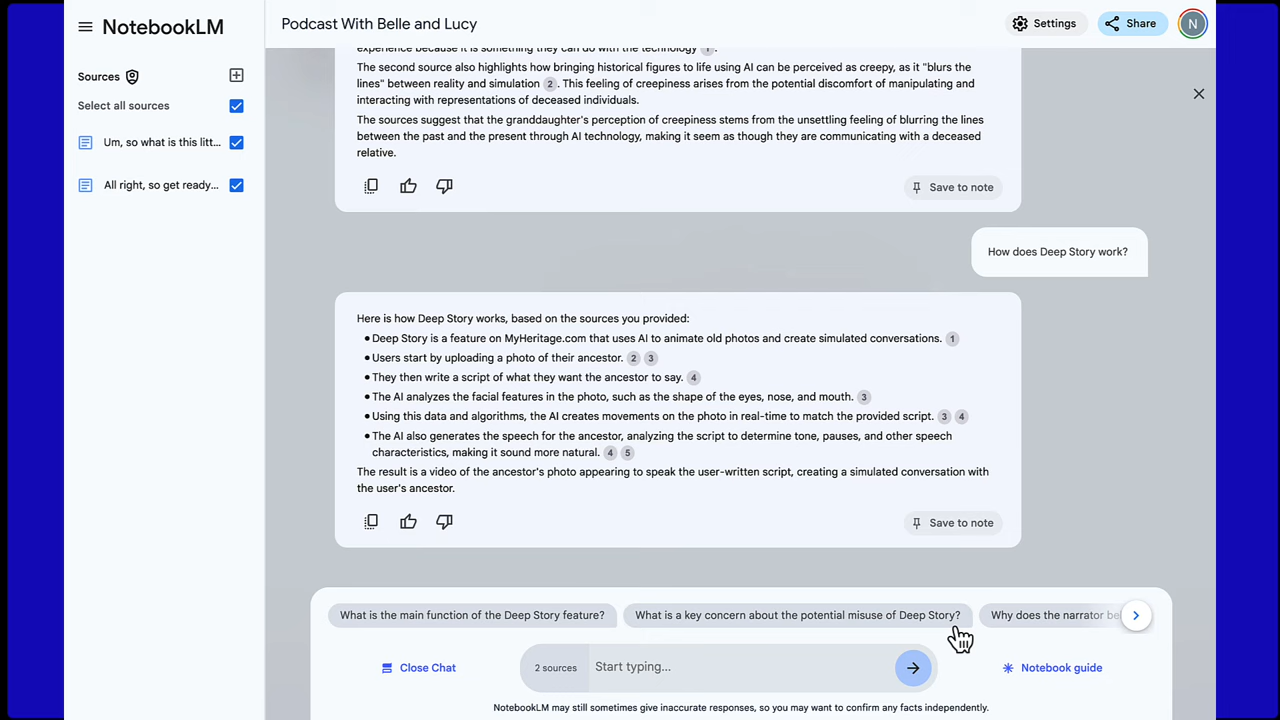 NotebookLM
Podcast With Belle and Lucy
Settings
Share
N
Sources
Select all sources
Um, so what is this litt...
All right, so get ready...
experience because it is something they can do with the technology 1.
The second source also highlights how bringing historical figures to life using AI can be perceived as creepy, as it "blurs the
lines" between reality and simulation 2. This feeling of creepiness arises from the potential discomfort of manipulating and
interacting with representations of deceased individuals.
The sources suggest that the granddaughter's perception of creepiness stems from the unsettling feeling of blurring the lines
between the past and the present through AI technology, making it seem as though they are communicating with a deceased
relative.
Save to note
How does Deep Story work?
Here is how Deep Story works, based on the sources you provided:
• Deep Story is a feature on MyHeritage.com that uses AI to animate old photos and create simulated conversations. 1
• Users start by uploading a photo of their ancestor. 2 3
• They then write a script of what they want the ancestor to say. 4
• The AI analyzes the facial features in the photo, such as the shape of the eyes, nose, and mouth. 3
• Using this data and algorithms, the AI creates movements on the photo in real-time to match the provided script. 3 4
• The AI also generates the speech for the ancestor, analyzing the script to determine tone, pauses, and other speech
characteristics, making it sound more natural. 4 5
The result is a video of the ancestor's photo appearing to speak the user-written script, creating a simulated conversation with
the user's ancestor.
Save to note
What is the main function of the Deep Story feature?
What is a key concern about the potential misuse of Deep Story?
Why does the narrator be
Close Chat
2 sources
Start typing...
Notebook guide
NotebookLM may still sometimes give inaccurate responses, so you may want to confirm any facts independently.